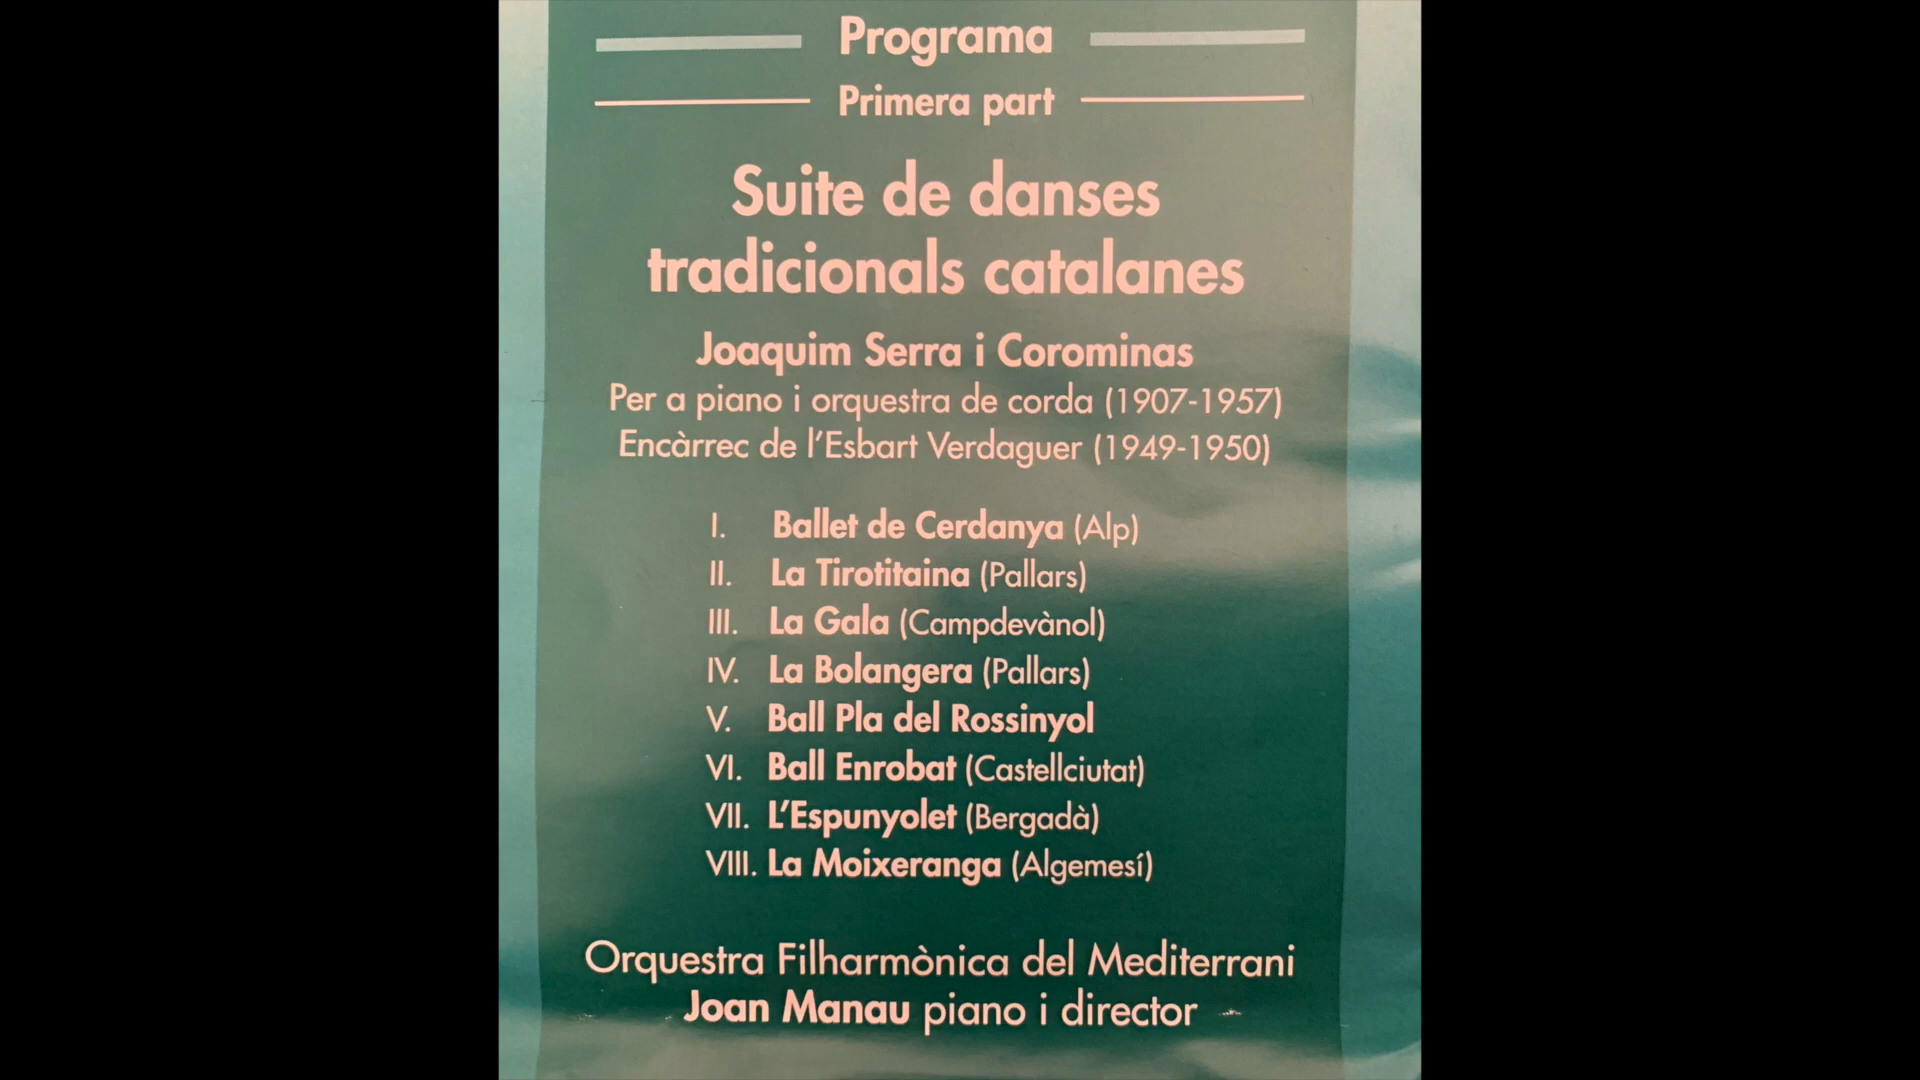 Programa
Primera part
Suite de danses
tradicionals catalanes
Joaquim Serra i Corominas
Per a piano i orquestra de corda (1907-1957)
Encàrrec de l'Esbart Verdaguer (1949-1950)
I. Ballet de Cerdanya (Alp)
II. La Tirotitaina (Pallars)
III. La Gala (Campdevànol)
IV. La Bolangera (Pallars)
V. Ball Pla del Rossinyol
VI. Ball Enrobat (Castellciutat)
VII. L'Espunyolet (Bergadà)
VIII. La Moixeranga (Algemesí)
Orquestra Filharmònica del Mediterrani
Joan Manau piano i director